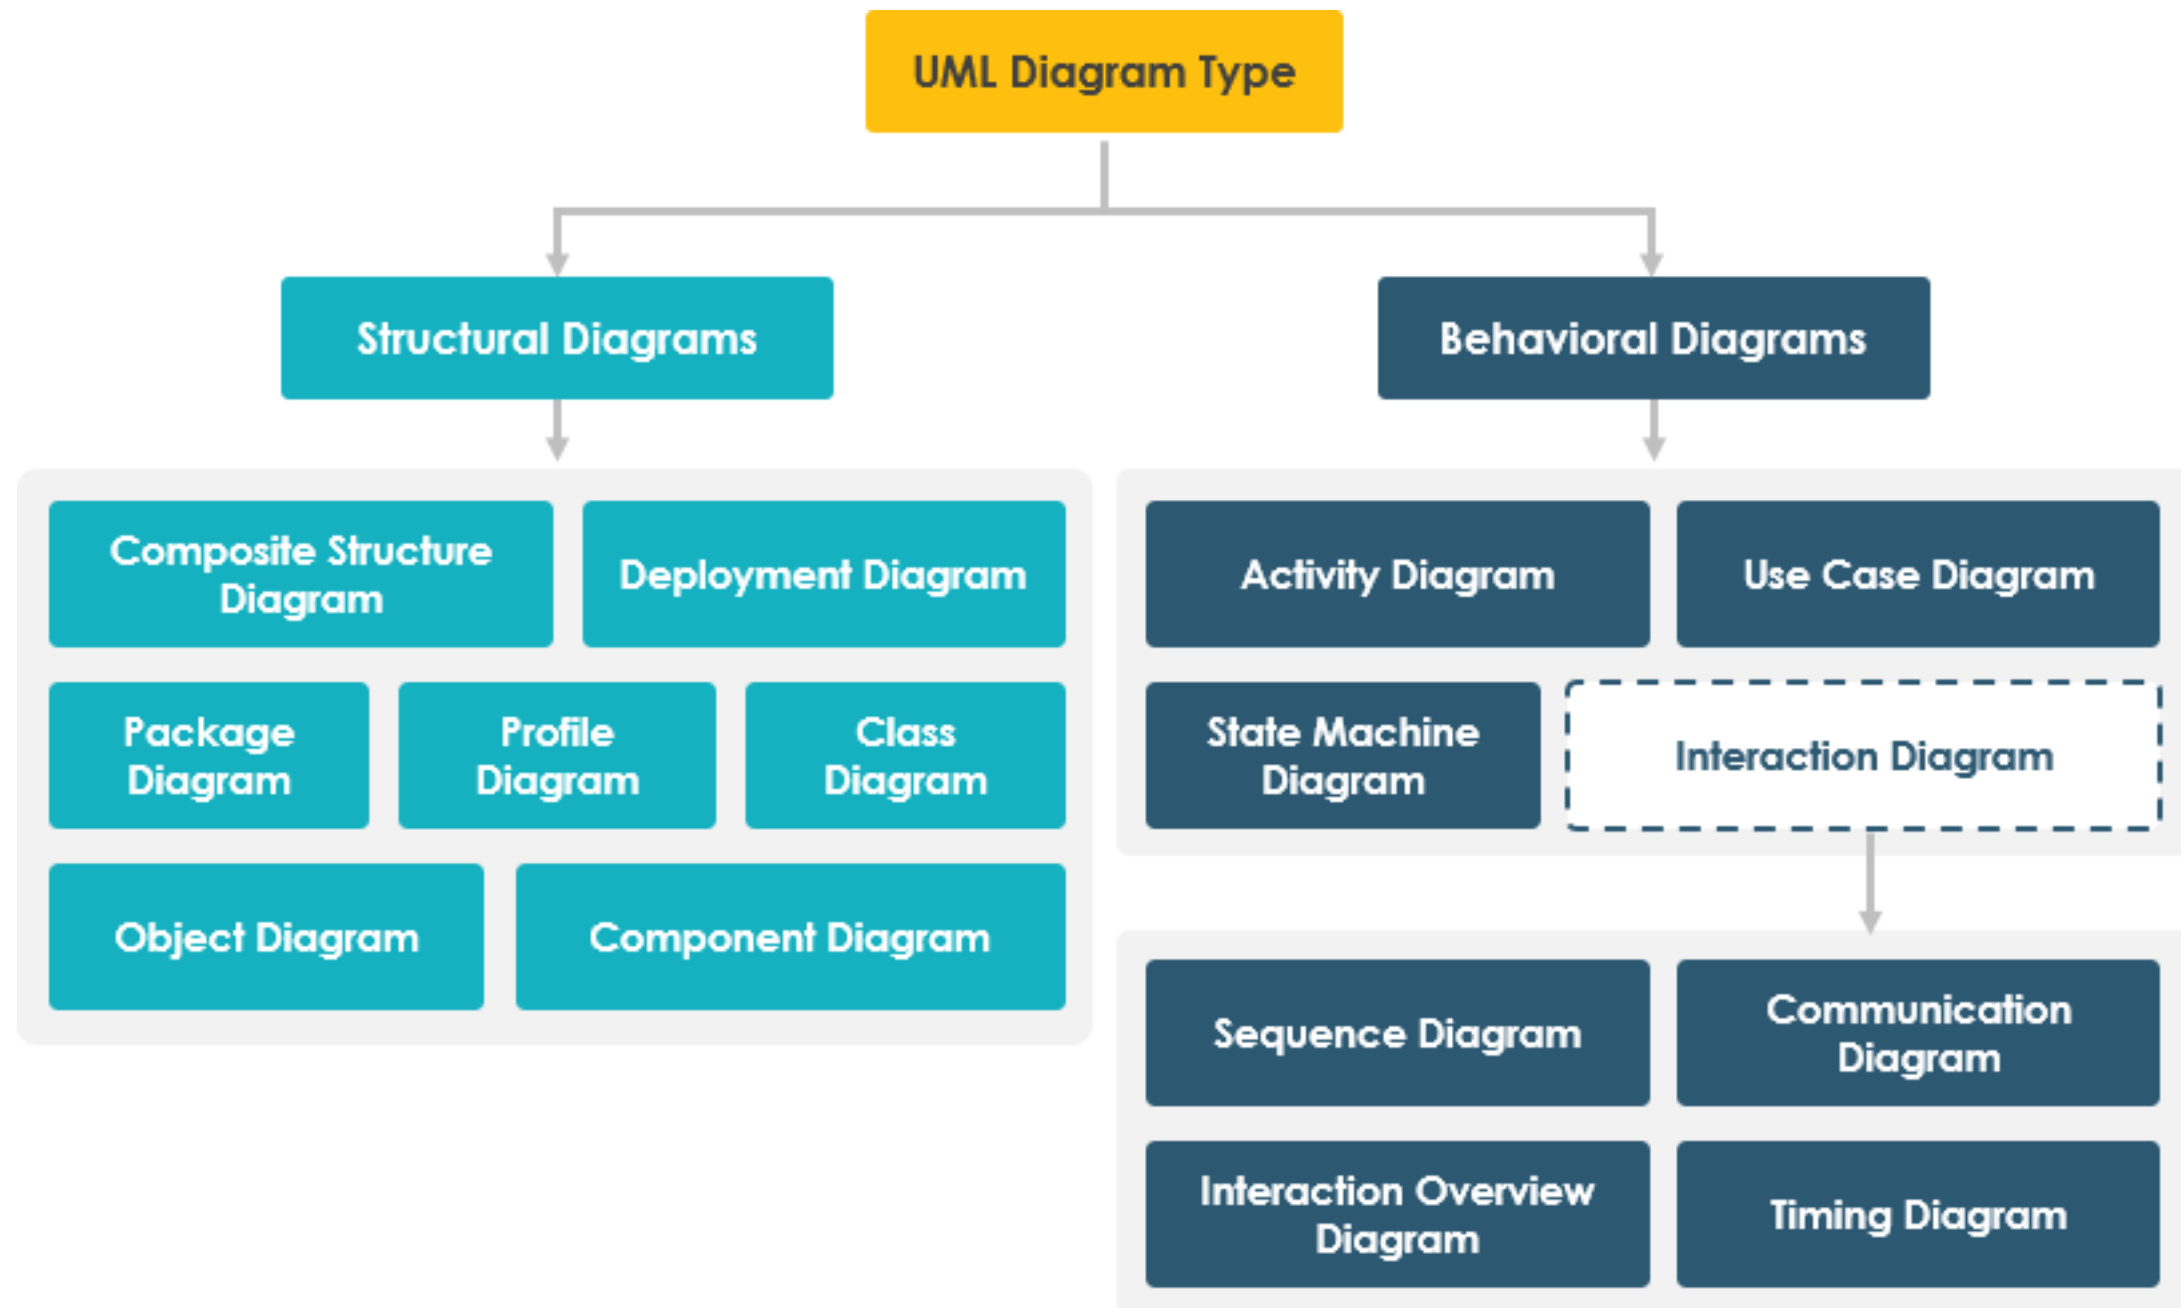 UML Diagram Type
Structural Diagrams
Behavioral Diagrams
Composite Structure
Diagram
Deployment Diagram
Package
Diagram
Profile
Diagram
Class
Diagram
Object Diagram
Component Diagram
Activity Diagram
Use Case Diagram
State Machine
Diagram
Interaction Diagram
Sequence Diagram
Communication
Diagram
Interaction Overview
Diagram
Timing Diagram